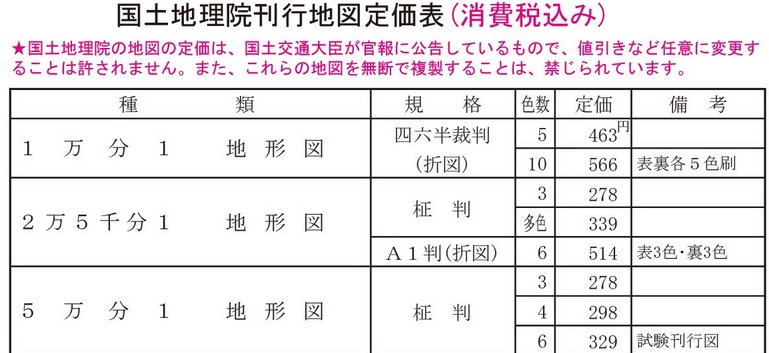 国土地理院刊行地図定価表(消費税込み)
★国土地理院の地図の定価は、国土交通大臣が官報に公告しているもので、値引きなど任意に変更す
ることは許されません。また、これらの地図を無断で複製することは、禁じられています。
種 類 規 格 色数 定価 備 考
1 万 分 1 地 形 図 四六半裁判 5 463円
(折図) 10 566 表裏各5色刷
2 万 5 千 分 1 地 形 図 柾 判 3 278
多色 339
A1判(折図) 6 514 表3色・裏3色
5 万 分 1 地 形 図 柾 判 3 278
4 298
6 329 試験刊行図